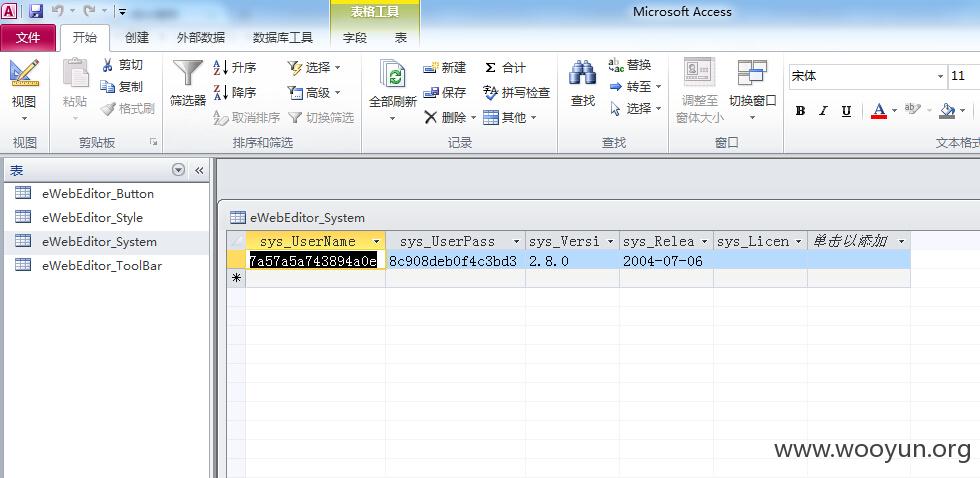 Microsoft Access
表格工具
文件 开始 创建 外部数据 数据库工具 字段 表
视图 粘贴 剪切 复制 格式刷
筛选器 升序 降序 取消排序 选择 高级 切换筛选
全部刷新 新建 保存 删除 合计 拼写检查 其他
查找 替换 转至 选择
调整至窗体大小 切换窗口
宋体 11
B I U A ab
视图 剪贴板 排序和筛选 记录 查找 窗口 文本格式
表
eWebEditor_Button
eWebEditor_Style
eWebEditor_System
eWebEditor_ToolBar
eWebEditor_System
sys_UserName sys_UserPass sys_Versi sys_Relea sys_Licen 单击以添加
7a57a5a743894a0e 8c908deb0f4c3bd3 2.8.0 2004-07-06
www.wooyun.org